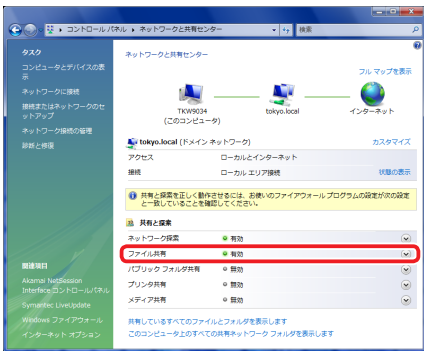 コントロール パネル ▸ ネットワークと共有センター
検索
タスク
コンピュータとデバイスの表示
ネットワークに接続
接続またはネットワークのセットアップ
ネットワーク接続の管理
診断と修復
関連項目
Akamai NetSession
Interface コントロールパネル
Symantec LiveUpdate
Windows ファイアウォール
インターネット オプション
ネットワークと共有センター
フル マップを表示
TKW9034
(このコンピュータ)
tokyo.local
インターネット
tokyo.local (ドメイン ネットワーク)
カスタマイズ
アクセス
ローカルとインターネット
接続
ローカル エリア接続
状態の表示
共有と探索を正しく動作させるには、お使いのファイアウォール プログラムの設定が次の設定
と一致していることを確認してください。
共有と探索
ネットワーク探索
有効
ファイル共有
有効
パブリック フォルダ共有
無効
プリンタ共有
無効
メディア共有
無効
共有しているすべてのファイルとフォルダを表示します
このコンピュータ上のすべての共有ネットワーク フォルダを表示します